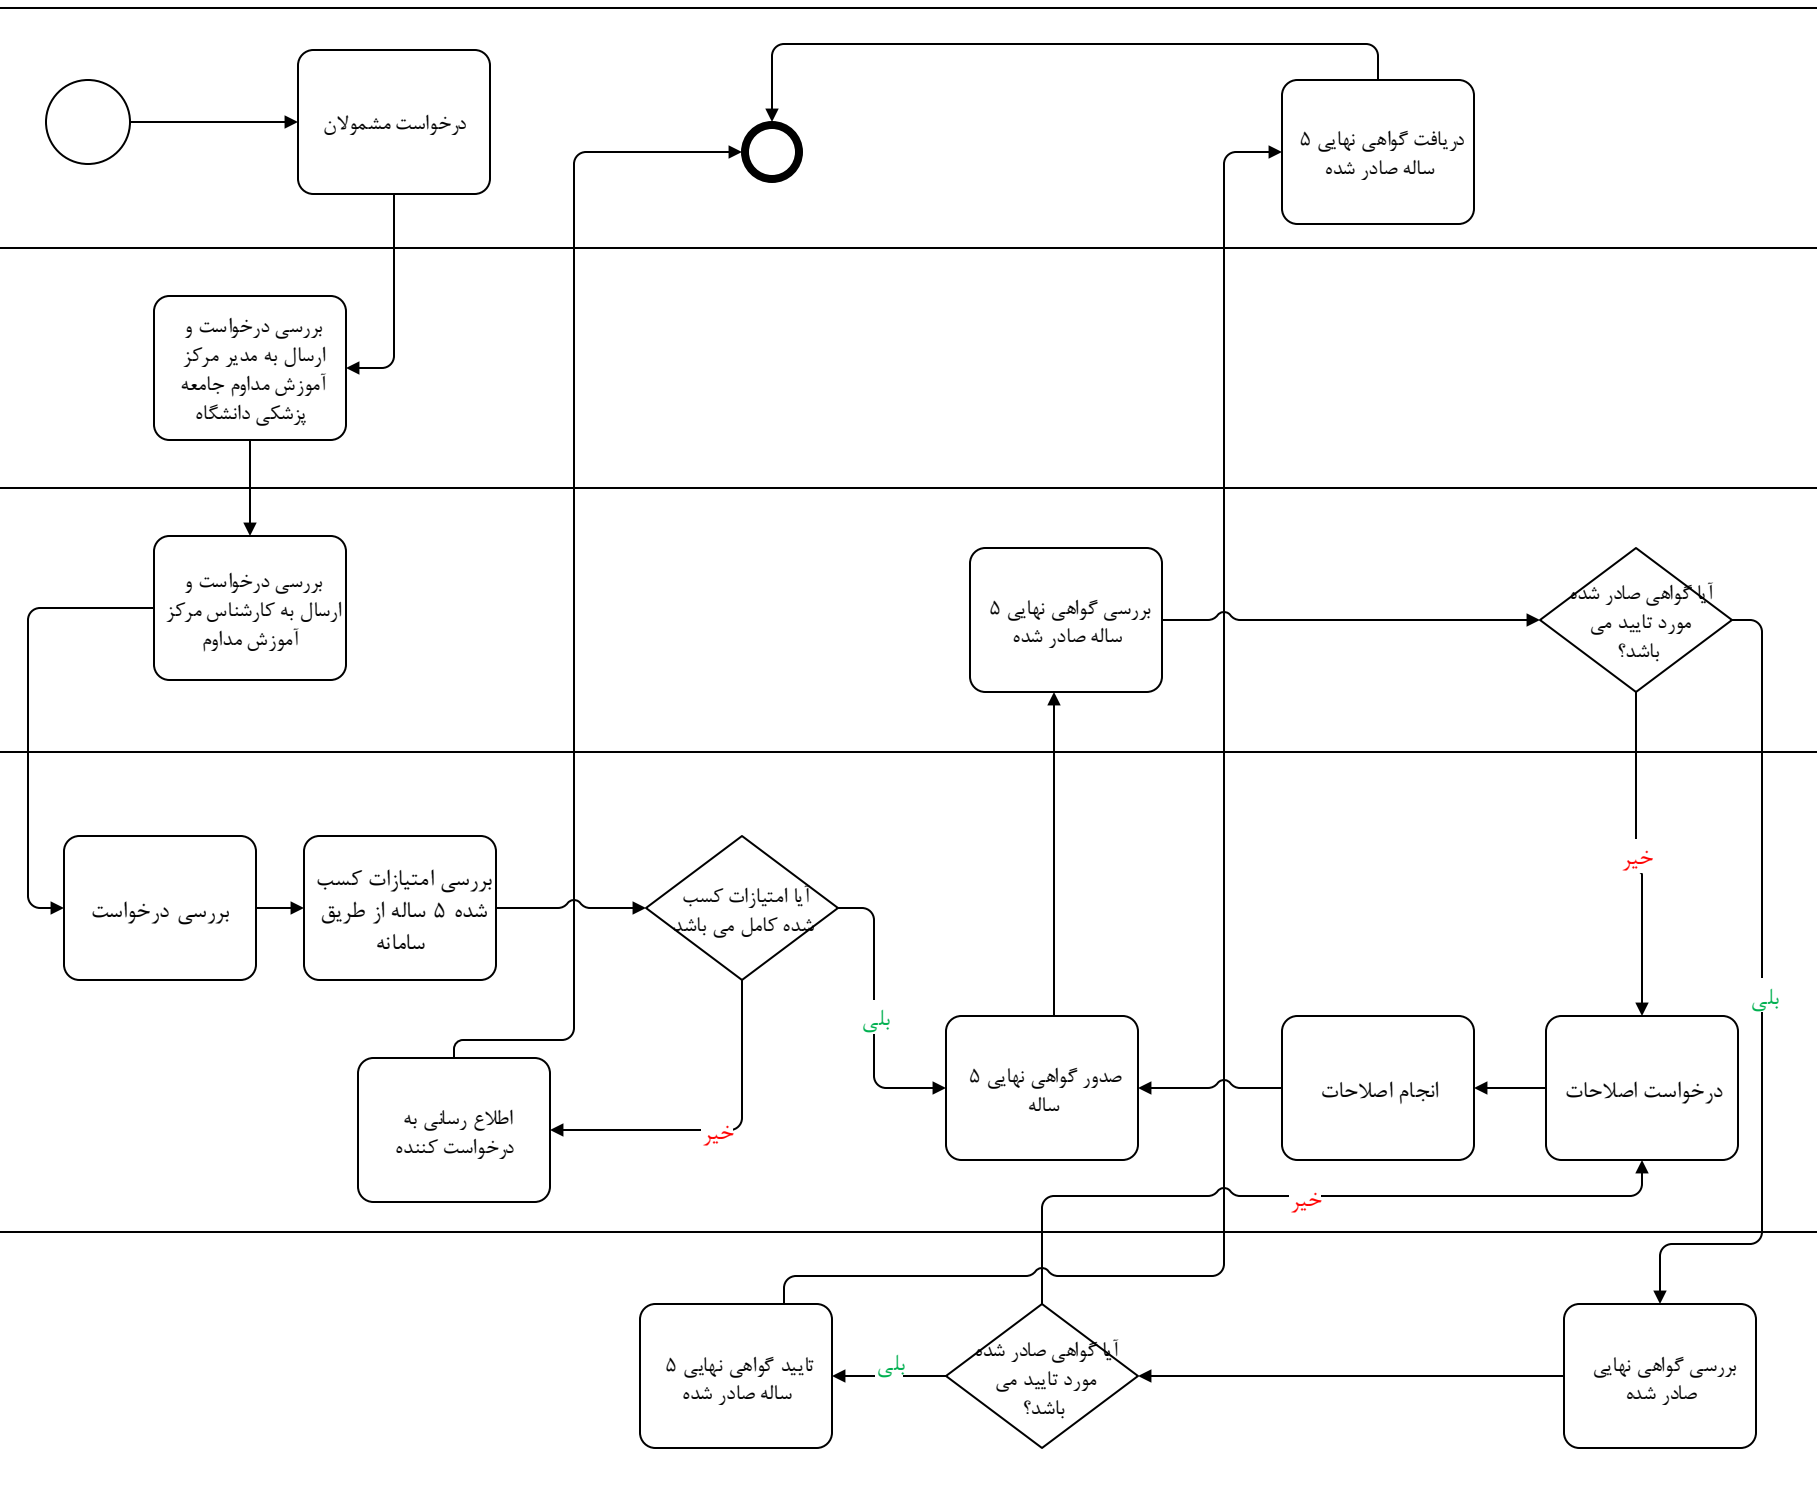 درخواست مشمولان
دریافت گواهی نهایی ۵
ساله صادر شده
بررسی درخواست و
ارسال به مدیر مرکز
آموزش مداوم جامعه
پزشکی دانشگاه
بررسی درخواست و
ارسال به کارشناس مرکز
آموزش مداوم
بررسی گواهی نهایی ۵
ساله صادر شده
آیا گواهی صادر شده
مورد تایید می
باشد؟
بررسی درخواست
بررسی امتیازات کسب
شده ۵ ساله از طریق
سامانه
آیا امتیازات کسب
شده کامل می باشد
خیر
بلی
بلی
اطلاع رسانی به
درخواست کننده
خیر
صدور گواهی نهایی ۵
ساله
انجام اصلاحات
درخواست اصلاحات
خیر
تایید گواهی نهایی ۵
ساله صادر شده
بلی
آیا گواهی صادر شده
مورد تایید می
باشد؟
بررسی گواهی نهایی
صادر شده